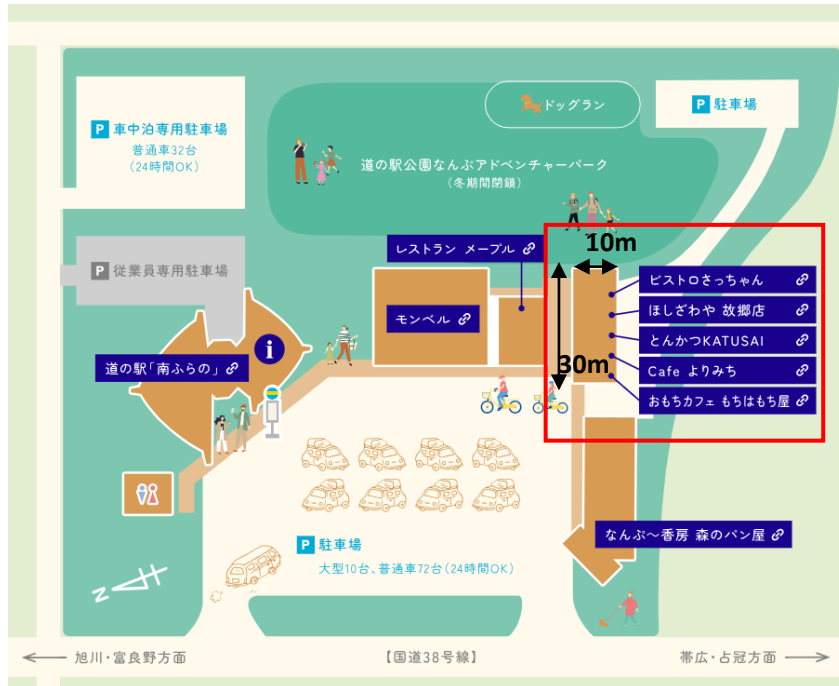 ドッグラン
P 駐車場
P 車中泊専用駐車場
普通車32台
(24時間OK)
道の駅公園なんぷアドベンチャーパーク
(冬期間閉鎖)
10m
レストラン メープル
P 従業員専用駐車場
ビストロさっちゃん
ほしざわや 故郷店
モンベル
とんかつKATUSAI
i
道の駅「南ふらの」
30m
Cafe よりみち
おもちカフェ もちはもち屋
なんぷ〜香房 森のパン屋
P 駐車場
大型10台、普通車72台(24時間OK)
N
旭川・富良野方面
【国道38号線】
帯広・占冠方面